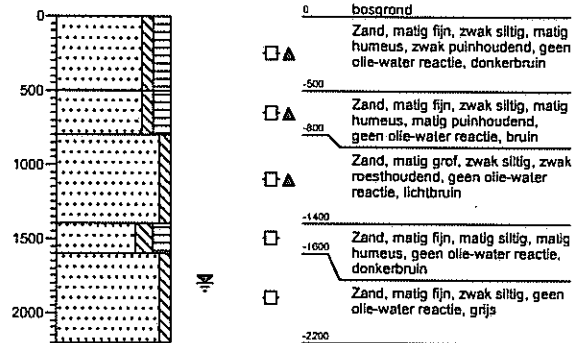 0
500
1000
1500
2000
0 bosgrond
Zand, matig fijn, zwak siltig, matig
humeus, zwak puinhoudend, geen
olie-water reactie, donkerbruin
-500
Zand, matig fijn, zwak siltig, matig
humeus, matig puinhoudend,
geen olie-water reactie, bruin
-800
Zand, matig grof, zwak siltig, zwak
roesthoudend, geen olie-water
reactie, lichtbruin
-1400
Zand, matig fijn, matig siltig, matig
humeus, geen olie-water reactie,
donkerbruin
-1600
Zand, matig fijn, zwak siltig, geen
olie-water reactie, grijs
-2200